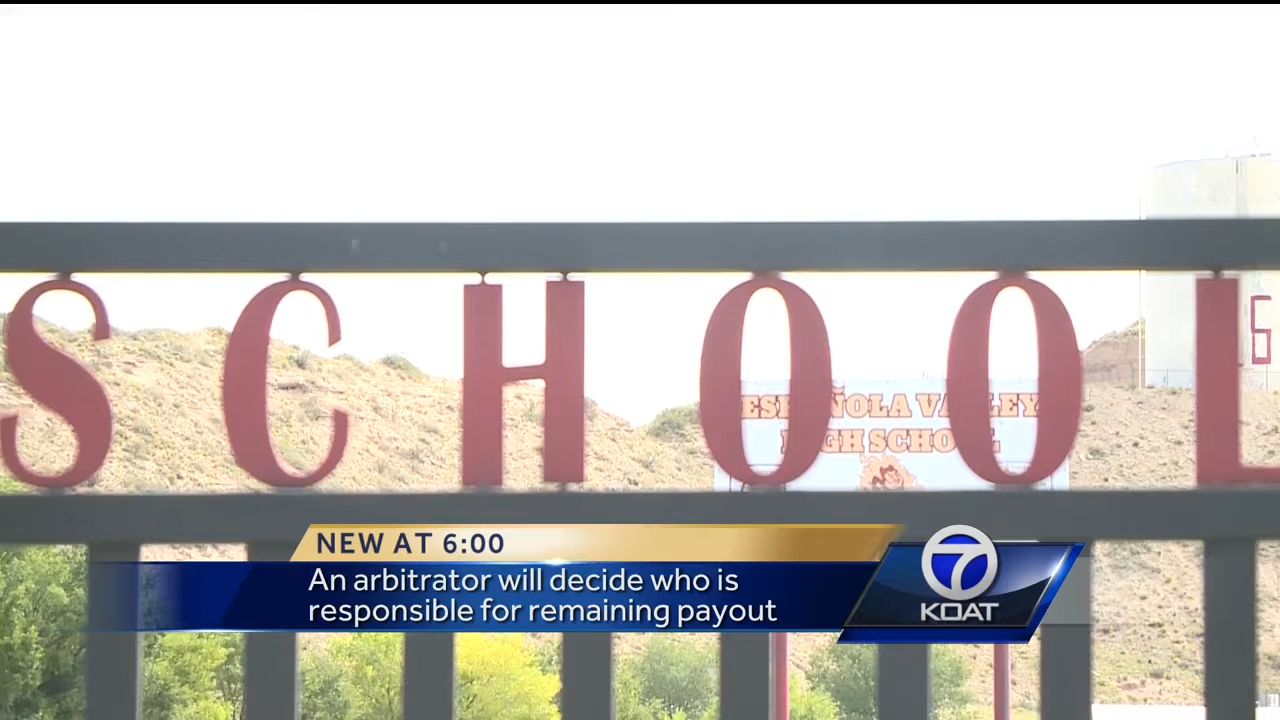 SCHOOL
ESPAÑOLA VALLEY
HIGH SCHOOL
NEW AT 6:00
An arbitrator will decide who is
responsible for remaining payout
7
KOAT